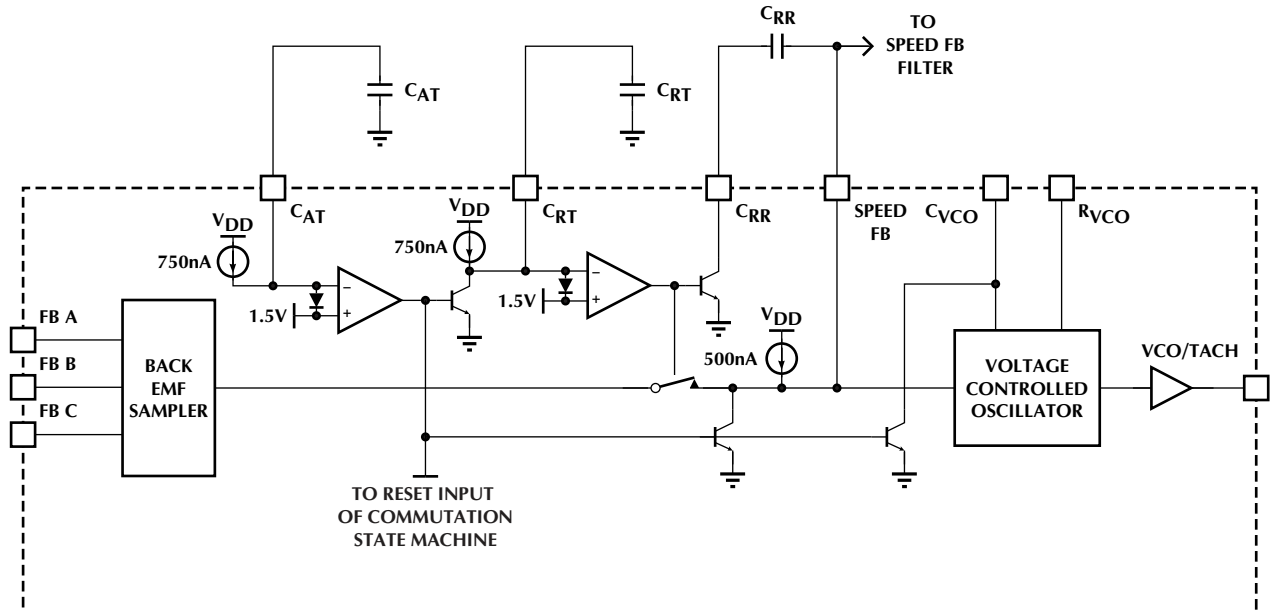 C_RR
TO
SPEED FB
FILTER
C_AT
C_RT
C_AT
C_RT
C_RR
SPEED
FB
C_VCO
R_VCO
V_DD
750nA
V_DD
750nA
1.5V
−
+
1.5V
−
+
V_DD
500nA
FB A
FB B
FB C
BACK
EMF
SAMPLER
VOLTAGE
CONTROLLED
OSCILLATOR
VCO/TACH
TO RESET INPUT
OF COMMUTATION
STATE MACHINE